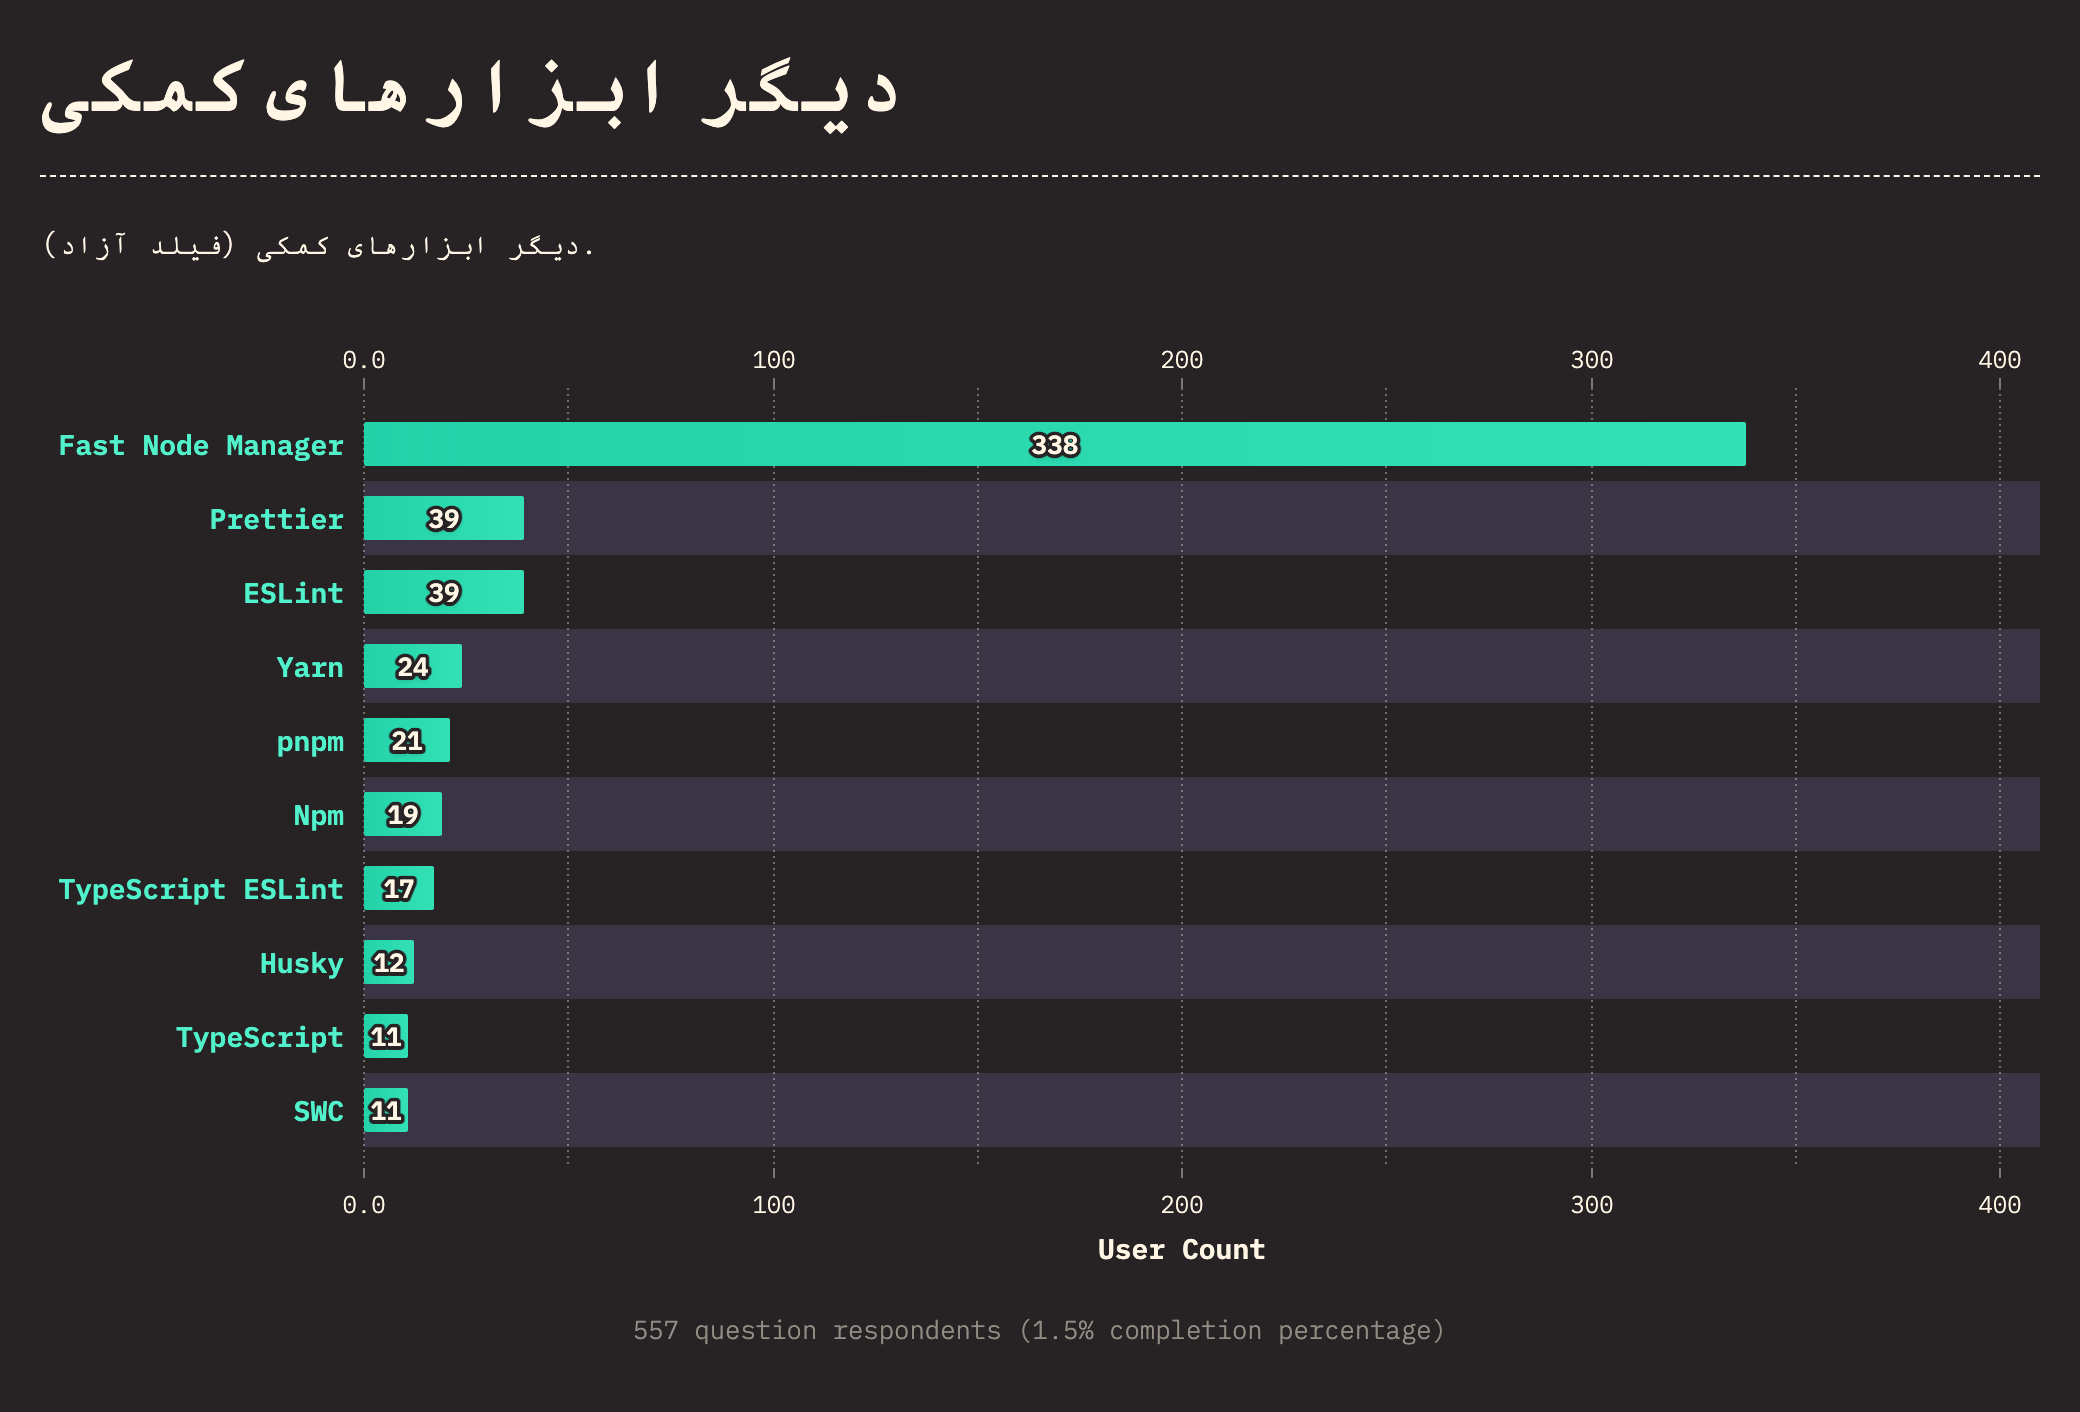 دیگر ابزارهای کمکی
دیگر ابزارهای کمکی (فیلد آزاد).
0.0 100 200 300 400
Fast Node Manager 338
Prettier 39
ESLint 39
Yarn 24
pnpm 21
Npm 19
TypeScript ESLint 17
Husky 12
TypeScript 11
SWC 11
0.0 100 200 300 400
User Count
557 question respondents (1.5% completion percentage)